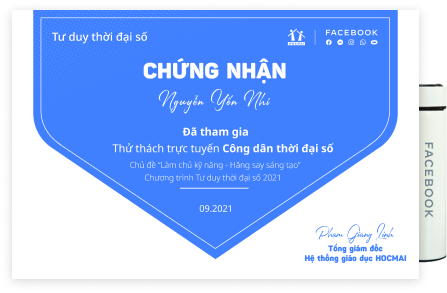 Tư duy thời đại số
HOCMAI
FACEBOOK
CHỨNG NHẬN
Nguyễn Yến Nhi
Đã tham gia
Thử thách trực tuyến Công dân thời đại số
Chủ đề "Làm chủ kỹ năng - Hăng say sáng tạo"
Chương trình Tư duy thời đại số 2021
09.2021
Pham Giang Linh
Tổng giám đốc
Hệ thống giáo dục HOCMAI
FACEBOOK